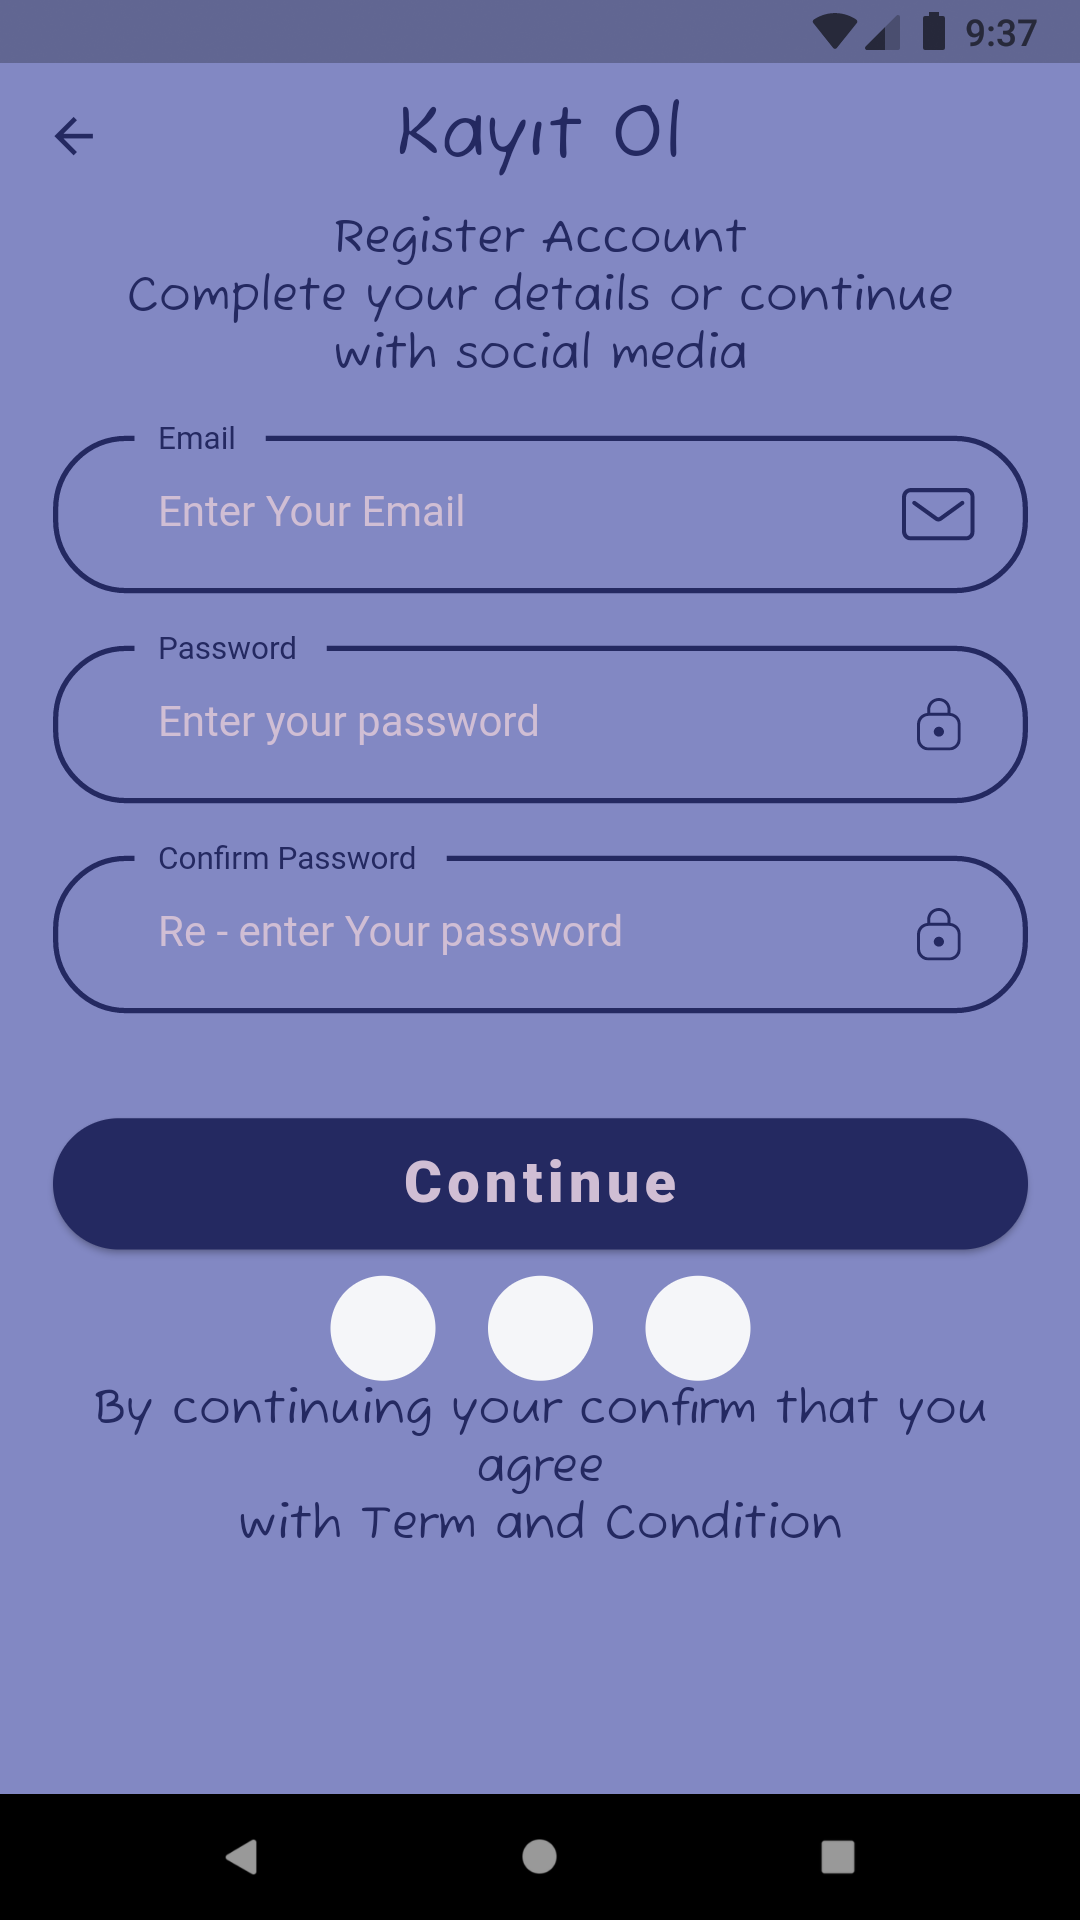 9:37
Kayıt Ol
Register Account
Complete your details or continue
with social media
Email
Enter Your Email
Password
Enter your password
Confirm Password
Re - enter Your password
Continue
By continuing your confirm that you
agree
with Term and Condition